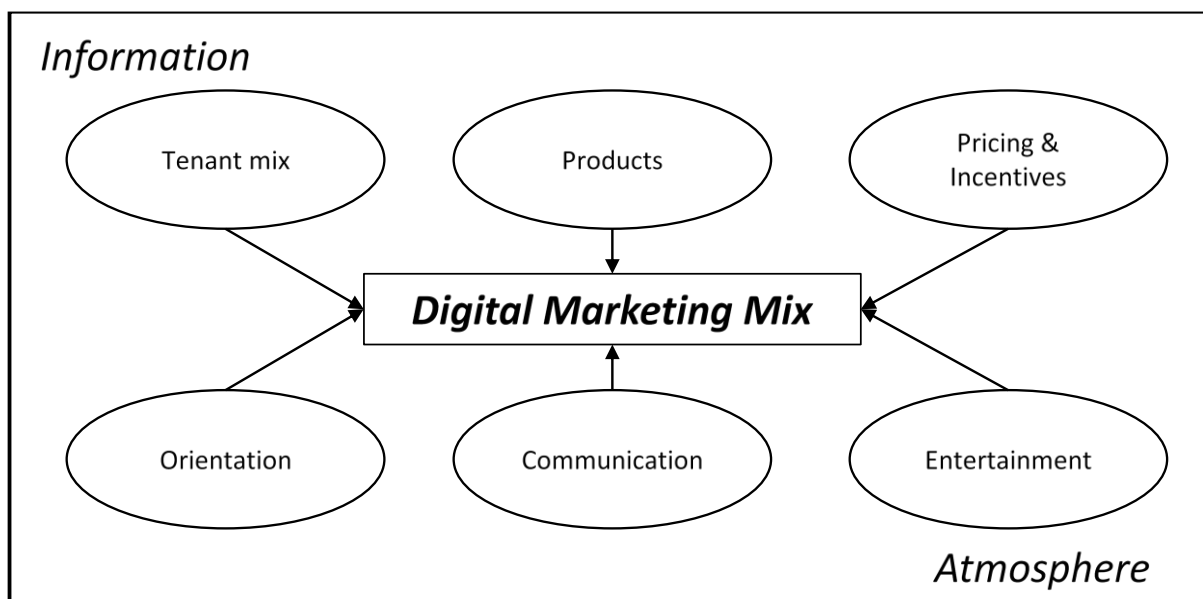 Information
Tenant mix
Products
Pricing &
Incentives
Digital Marketing Mix
Orientation
Communication
Entertainment
Atmosphere